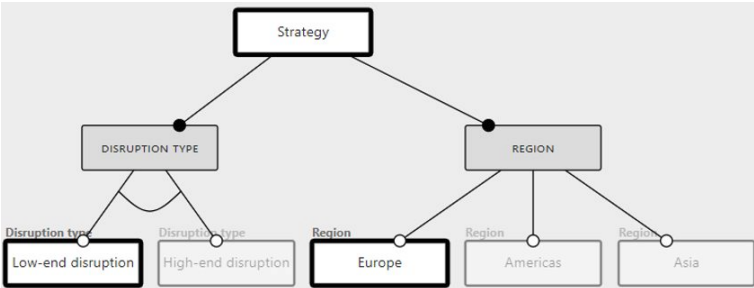 Strategy
DISRUPTION TYPE
REGION
Disruption type
Disruption type
Region
Region
Region
Low-end disruption
High-end disruption
Europe
Americas
Asia